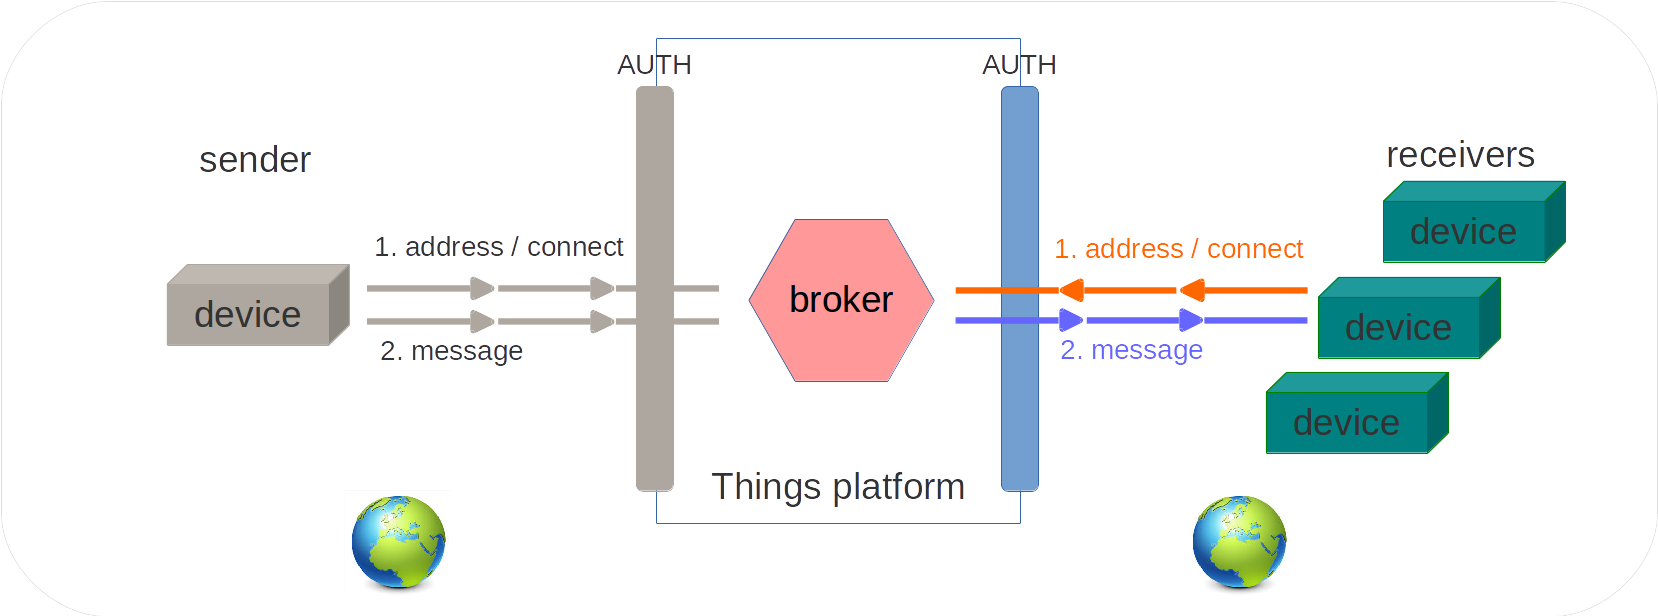 AUTH
AUTH
sender
receivers
device
1. address / connect
1. address / connect
device
broker
device
device
2. message
2. message
device
Things platform